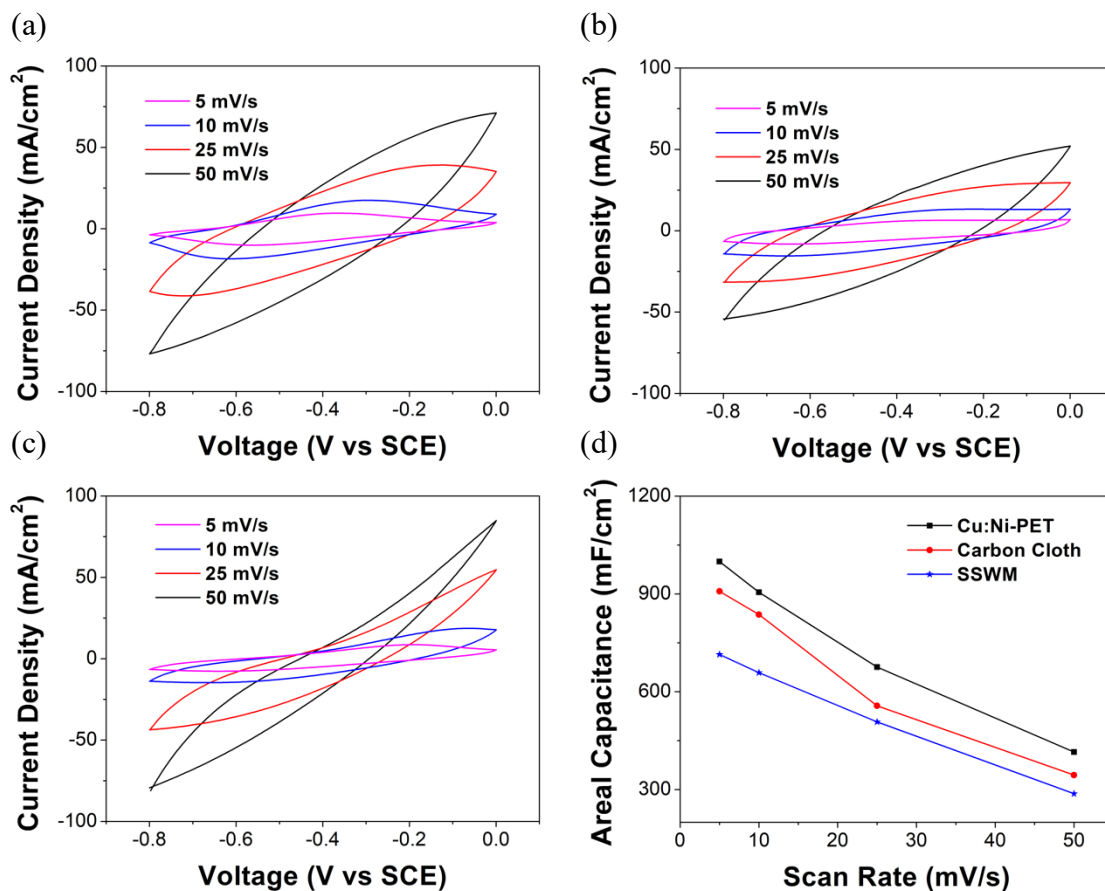 (a)
100
50
0
-50
-100
Current Density (mA/cm²)
5 mV/s
10 mV/s
25 mV/s
50 mV/s
-0.8 -0.6 -0.4 -0.2 0.0
Voltage (V vs SCE)
(b)
100
50
0
-50
-100
Current Density (mA/cm²)
5 mV/s
10 mV/s
25 mV/s
50 mV/s
-0.8 -0.6 -0.4 -0.2 0.0
Voltage (V vs SCE)
(c)
100
50
0
-50
-100
Current Density (mA/cm²)
5 mV/s
10 mV/s
25 mV/s
50 mV/s
-0.8 -0.6 -0.4 -0.2 0.0
Voltage (V vs SCE)
(d)
1200
900
600
300
Areal Capacitance (mF/cm²)
Cu:Ni-PET
Carbon Cloth
SSWM
0 10 20 30 40 50
Scan Rate (mV/s)